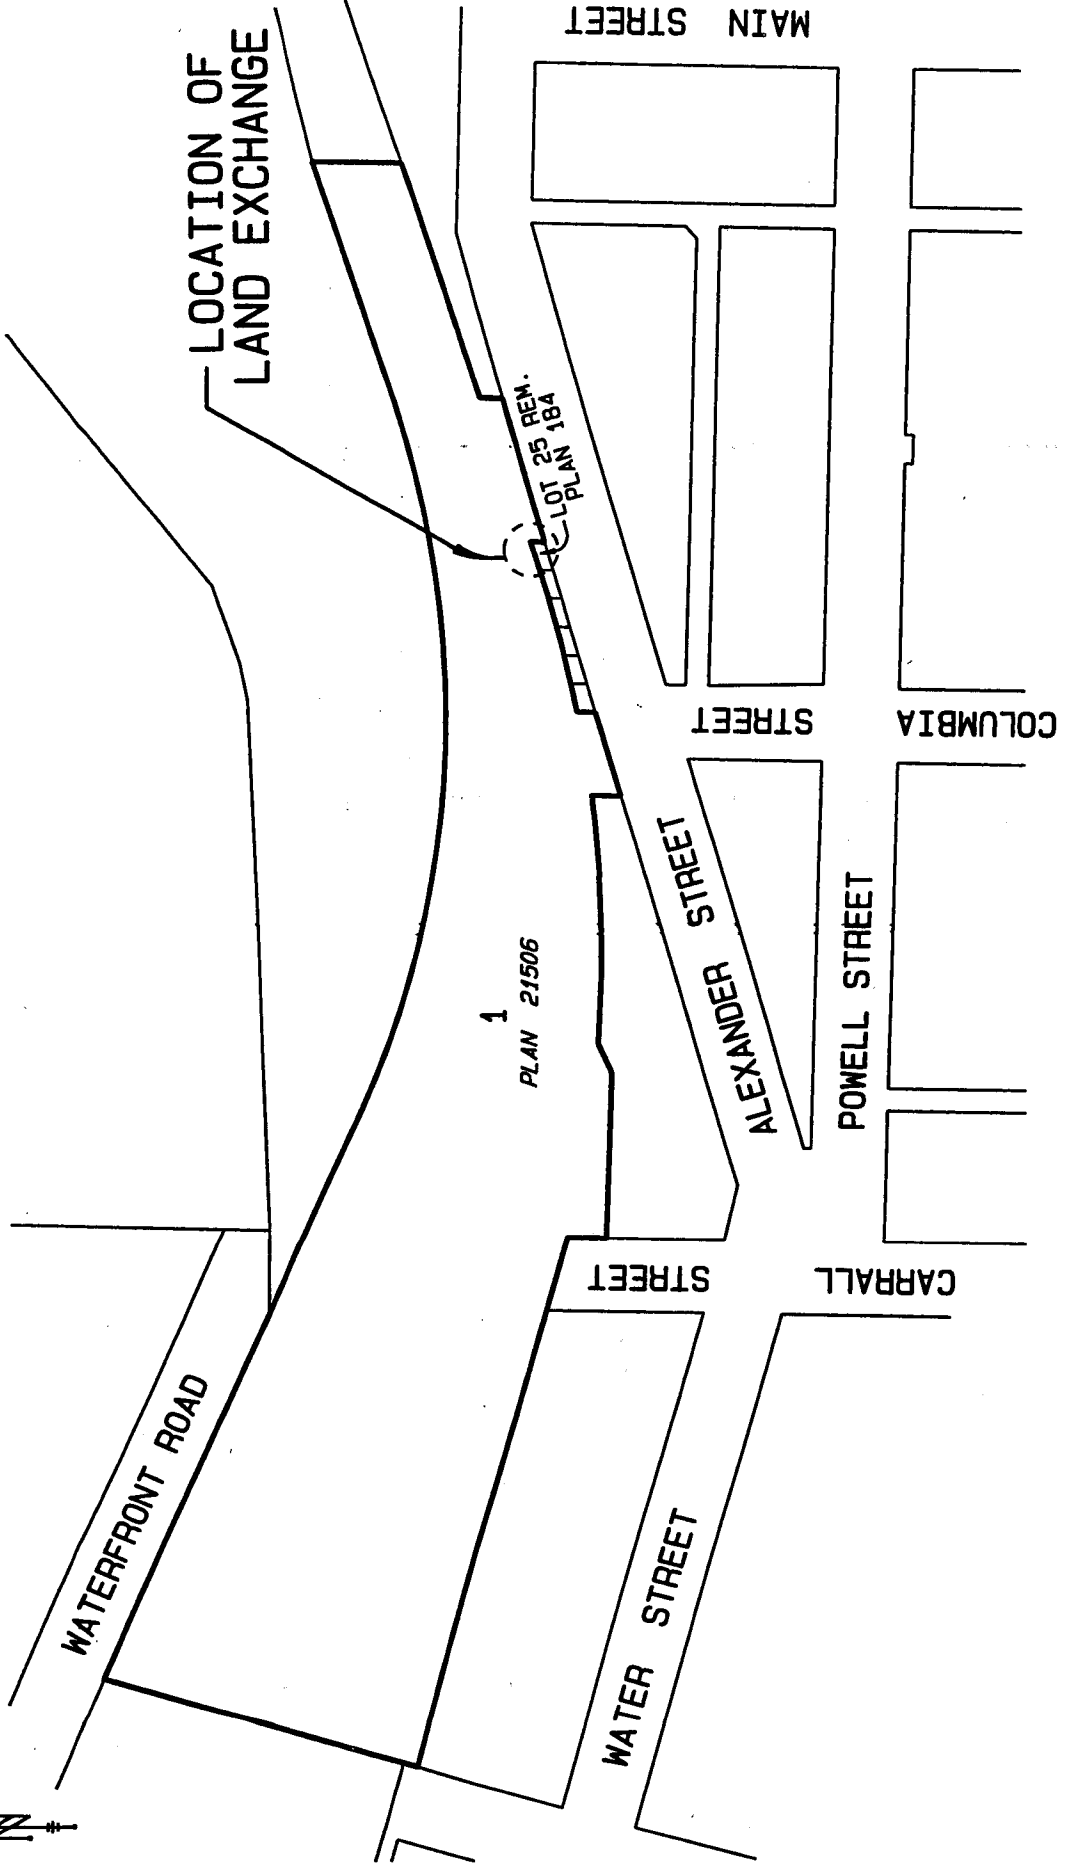 LOCATION OF
LAND EXCHANGE
MAIN STREET
LOT 25 REM.
PLAN 184
COLUMBIA STREET
ALEXANDER STREET
POWELL STREET
1
PLAN 21506
CARRALL STREET
WATERFRONT ROAD
WATER STREET